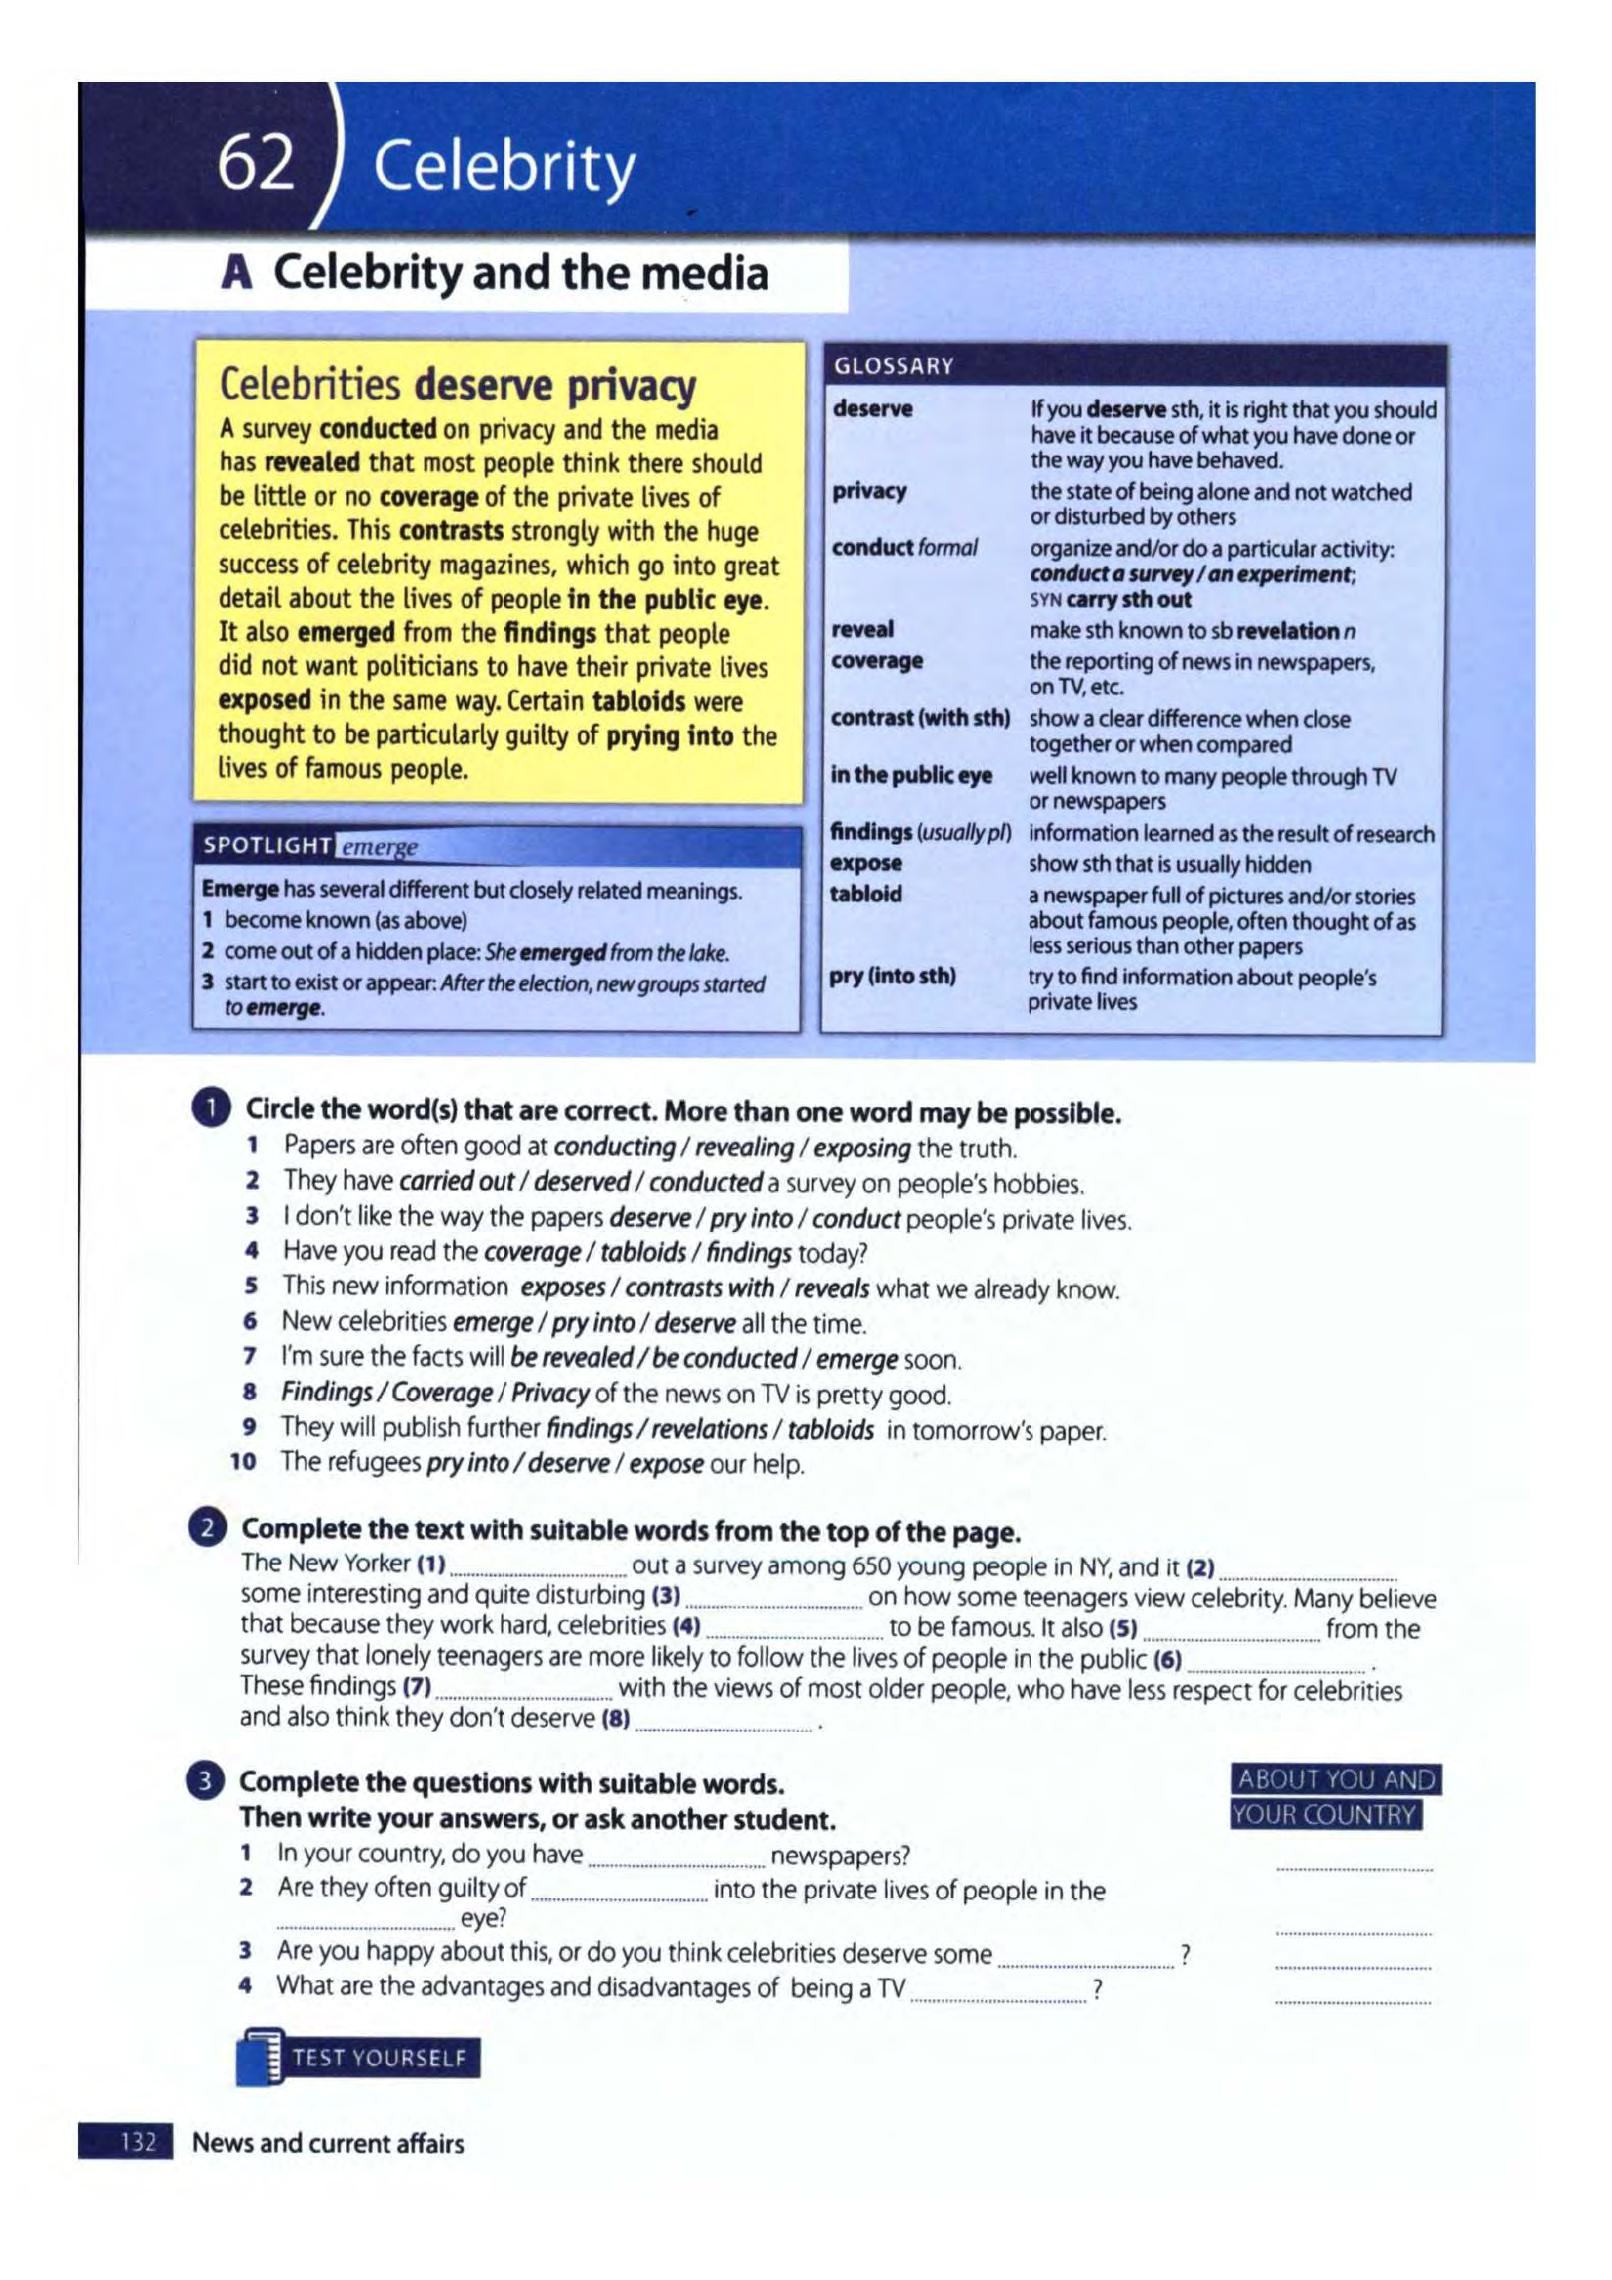 62 Celebrity
A Celebrity and the media
Celebrities deserve privacy
A survey conducted on privacy and the media
has revealed that most people think there should
be little or no coverage of the private lives of
celebrities. This contrasts strongly with the huge
success of celebrity magazines, which go into great
detail about the lives of people in the public eye.
It also emerged from the findings that people
did not want politicians to have their private lives
exposed in the same way. Certain tabloids were
thought to be particularly guilty of prying into the
lives of famous people.
SPOTLIGHT emerge
Emerge has several different but closely related meanings.
1 become known (as above)
2 come out of a hidden place: She emerged from the lake.
3 start to exist or appear: After the election, new groups started
to emerge.
GLOSSARY
deserve If you deserve sth, it is right that you should
have it because of what you have done or
the way you have behaved.
privacy the state of being alone and not watched
or disturbed by others
conduct formal organize and/or do a particular activity:
conduct a survey / an experiment;
SYN carry sth out
reveal make sth known to sb revelation n
coverage the reporting of news in newspapers,
on TV, etc.
contrast (with sth) show a clear difference when close
together or when compared
in the public eye well known to many people through TV
or newspapers
findings (usually pl) information learned as the result of research
expose show sth that is usually hidden
tabloid a newspaper full of pictures and/or stories
about famous people, often thought of as
less serious than other papers
pry (into sth) try to find information about people's
private lives
1 Circle the word(s) that are correct. More than one word may be possible.
1 Papers are often good at conducting / revealing / exposing the truth.
2 They have carried out / deserved / conducted a survey on people's hobbies.
3 I don't like the way the papers deserve / pry into / conduct people's private lives.
4 Have you read the coverage / tabloids / findings today?
5 This new information exposes / contrasts with / reveals what we already know.
6 New celebrities emerge / pry into / deserve all the time.
7 I'm sure the facts will be revealed / be conducted / emerge soon.
8 Findings / Coverage / Privacy of the news on TV is pretty good.
9 They will publish further findings / revelations / tabloids in tomorrow's paper.
10 The refugees pry into / deserve / expose our help.
2 Complete the text with suitable words from the top of the page.
The New Yorker (1) .............................. out a survey among 650 young people in NY, and it (2) ..............................
some interesting and quite disturbing (3) .............................. on how some teenagers view celebrity. Many believe
that because they work hard, celebrities (4) .............................. to be famous. It also (5) .............................. from the
survey that lonely teenagers are more likely to follow the lives of people in the public (6) .............................. .
These findings (7) .............................. with the views of most older people, who have less respect for celebrities
and also think they don't deserve (8) .............................. .
3 Complete the questions with suitable words.
Then write your answers, or ask another student.
ABOUT YOU AND
YOUR COUNTRY
1 In your country, do you have .............................. newspapers? ..............................
2 Are they often guilty of .............................. into the private lives of people in the
.............................. eye? ..............................
3 Are you happy about this, or do you think celebrities deserve some .............................. ? ..............................
4 What are the advantages and disadvantages of being a TV .............................. ? ..............................
TEST YOURSELF
132 News and current affairs